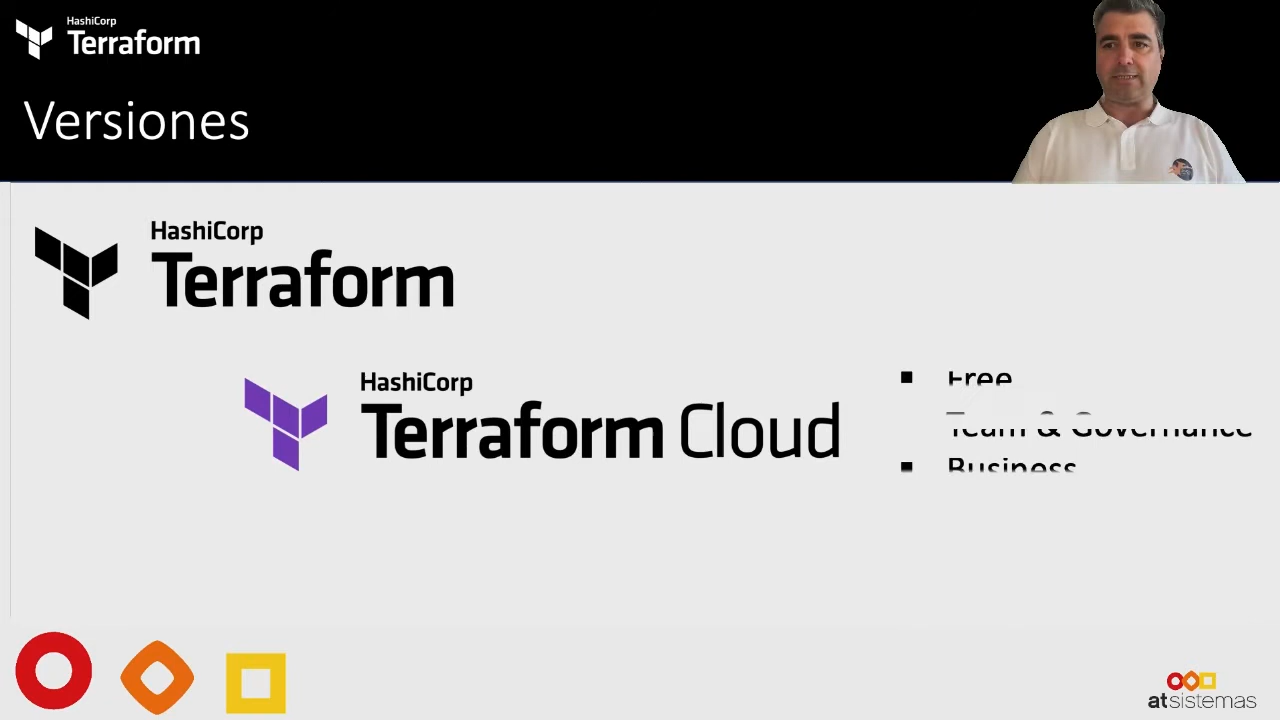 HashiCorp
Terraform
Versiones
HashiCorp
Terraform
HashiCorp
Terraform Cloud
Free
Team & Governance
Business
atsistemas